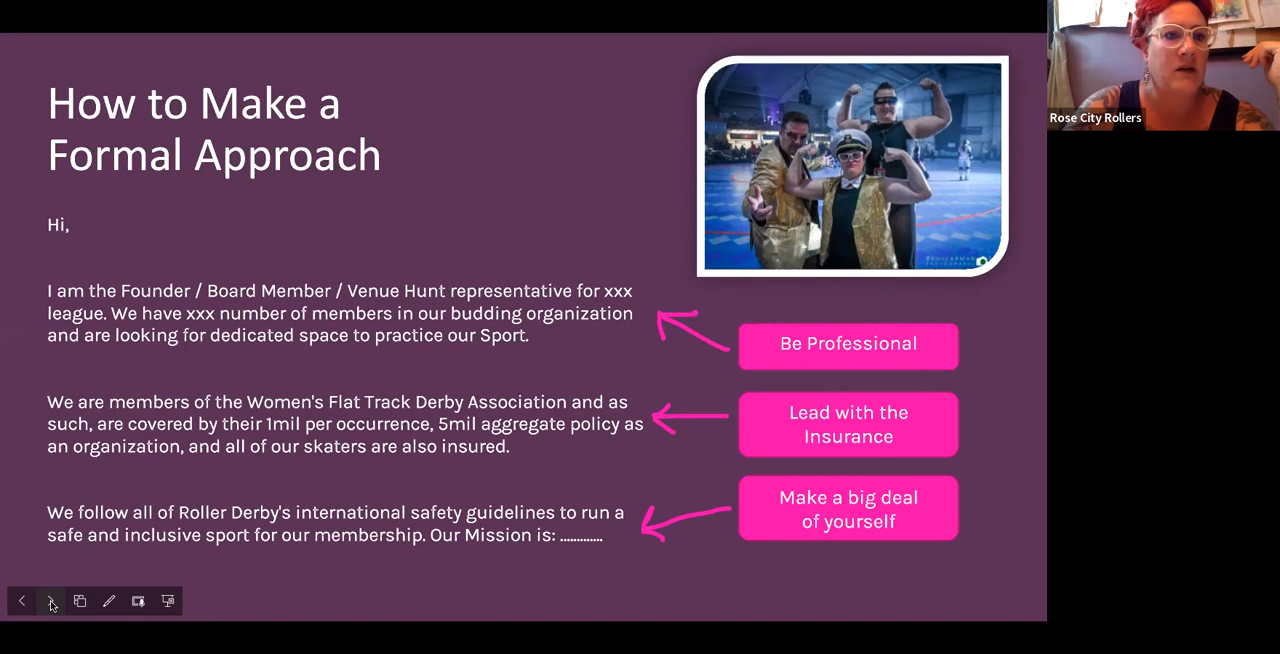 How to Make a
Formal Approach
Hi,
I am the Founder / Board Member / Venue Hunt representative for xxx
league. We have xxx number of members in our budding organization
and are looking for dedicated space to practice our Sport.
We are members of the Women's Flat Track Derby Association and as
such, are covered by their 1mil per occurrence, 5mil aggregate policy as
an organization, and all of our skaters are also insured.
We follow all of Roller Derby's international safety guidelines to run a
safe and inclusive sport for our membership. Our Mission is: .............
Be Professional
Lead with the
Insurance
Make a big deal
of yourself
Rose City Rollers